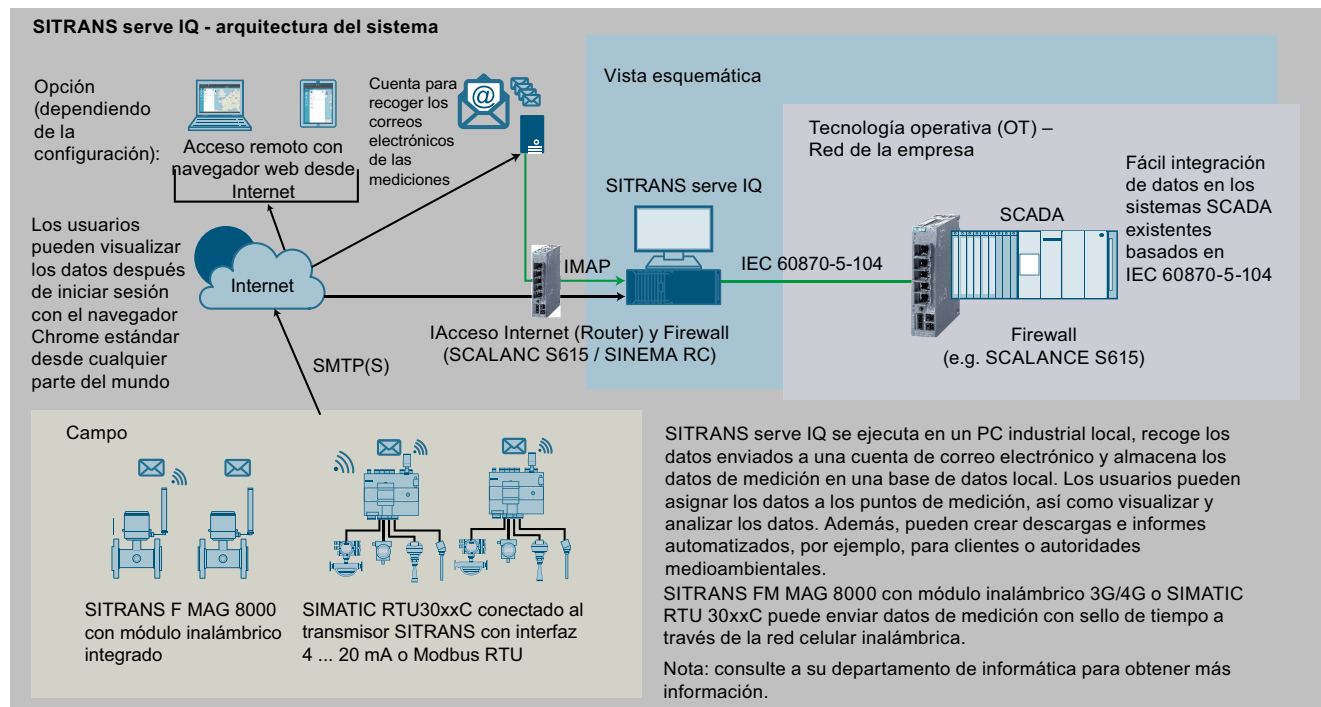 SITRANS serve IQ - arquitectura del sistema
Opción
(dependiendo
de la
configuración):
Acceso remoto con
navegador web desde
Internet
Cuenta para
recoger los
correos
electrónicos
de las
mediciones
@
Vista esquemática
Tecnología operativa (OT) –
Red de la empresa
Fácil integración
de datos en los
sistemas SCADA
existentes
basados en
IEC 60870-5-104
SITRANS serve IQ
SCADA
Los usuarios
pueden visualizar
los datos después
de iniciar sesión
con el navegador
Chrome estándar
desde cualquier
parte del mundo
Internet
IMAP
IEC 60870-5-104
IAcceso Internet (Router) y Firewall
(SCALANC S615 / SINEMA RC)
Firewall
(e.g. SCALANCE S615)
SMTP(S)
Campo
SITRANS F MAG 8000
con módulo inalámbrico
integrado
SIMATIC RTU30xxC conectado al
transmisor SITRANS con interfaz
4 ... 20 mA o Modbus RTU
SITRANS serve IQ se ejecuta en un PC industrial local, recoge los
datos enviados a una cuenta de correo electrónico y almacena los
datos de medición en una base de datos local. Los usuarios pueden
asignar los datos a los puntos de medición, así como visualizar y
analizar los datos. Además, pueden crear descargas e informes
automatizados, por ejemplo, para clientes o autoridades
medioambientales.
SITRANS FM MAG 8000 con módulo inalámbrico 3G/4G o SIMATIC
RTU 30xxC puede enviar datos de medición con sello de tiempo a
través de la red celular inalámbrica.
Nota: consulte a su departamento de informática para obtener más
información.